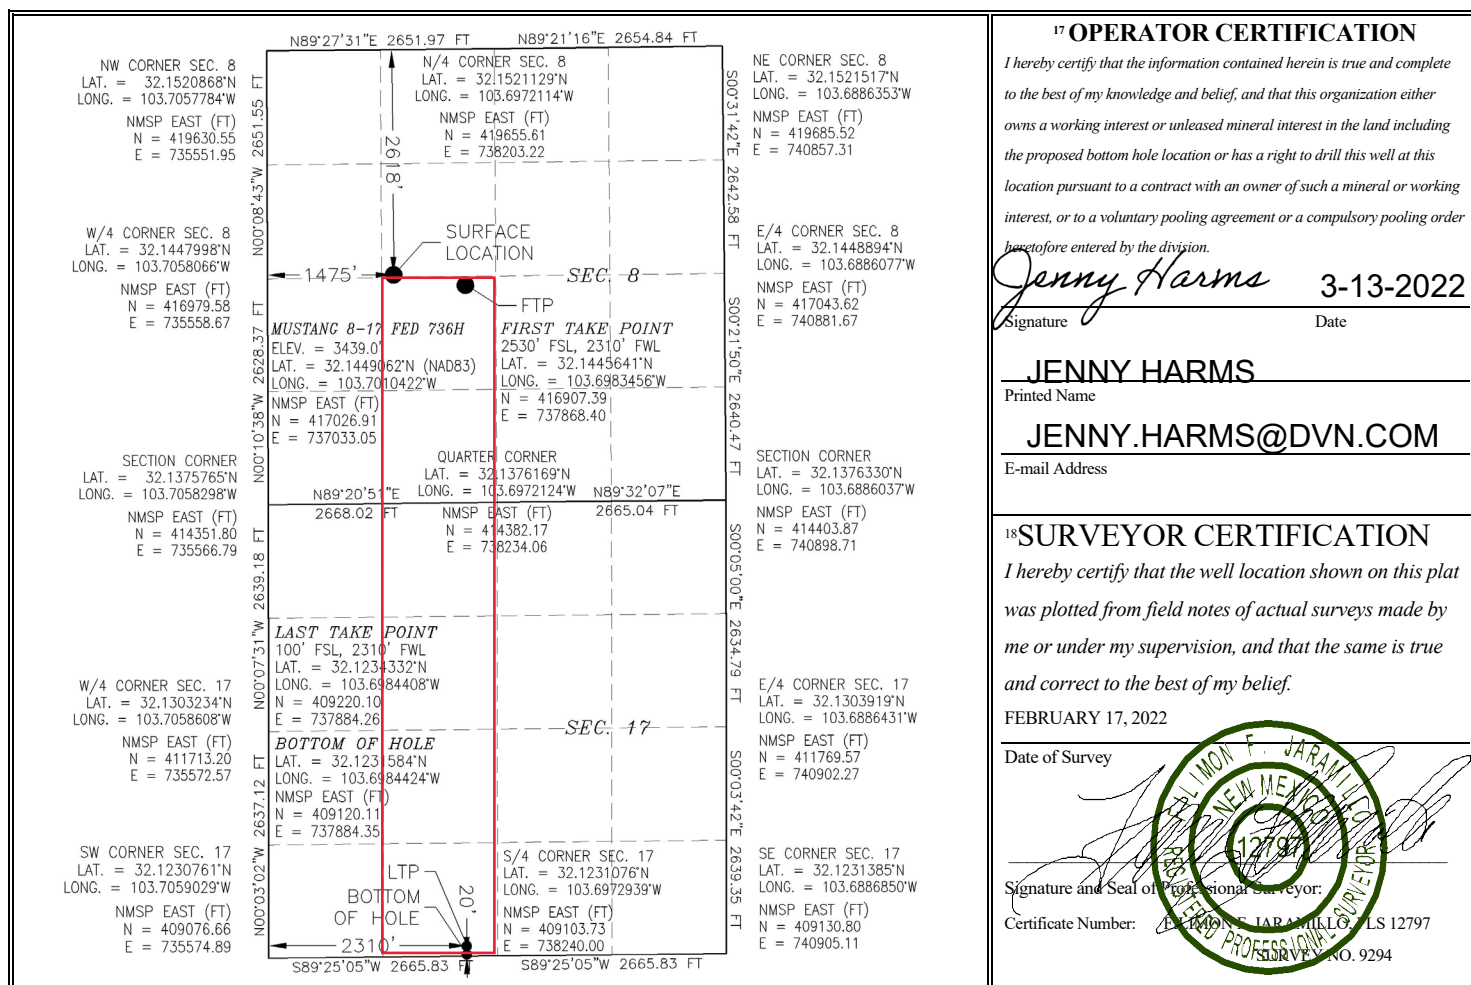 N89°27'31"E 2651.97 FT
N89°21'16"E 2654.84 FT
NW CORNER SEC. 8
LAT. = 32.1520868°N
LONG. = 103.7057784°W
NMSP EAST (FT)
N = 419630.55
E = 735551.95
N/4 CORNER SEC. 8
LAT. = 32.1521129°N
LONG. = 103.6972114°W
NMSP EAST (FT)
N = 419655.61
E = 738203.22
NE CORNER SEC. 8
LAT. = 32.1521517°N
LONG. = 103.6886353°W
NMSP EAST (FT)
N = 419685.52
E = 740857.31
N00°08'43"W 2651.55 FT
2618'
S00°31'42"E 2642.58 FT
W/4 CORNER SEC. 8
LAT. = 32.1447998°N
LONG. = 103.7058066°W
NMSP EAST (FT)
N = 416979.58
E = 735558.67
SURFACE
LOCATION
1475'
SEC. 8
FTP
E/4 CORNER SEC. 8
LAT. = 32.1448894°N
LONG. = 103.6886077°W
NMSP EAST (FT)
N = 417043.62
E = 740881.67
MUSTANG 8-17 FED 736H
ELEV. = 3439.0'
LAT. = 32.1449062°N (NAD83)
LONG. = 103.7010422°W
NMSP EAST (FT)
N = 417026.91
E = 737033.05
FIRST TAKE POINT
2530' FSL, 2310' FWL
LAT. = 32.1445641°N
LONG. = 103.6983456°W
N = 416907.39
E = 737868.40
N00°10'38"W 2628.37 FT
S00°21'50"E 2640.47 FT
SECTION CORNER
LAT. = 32.1375765°N
LONG. = 103.7058298°W
NMSP EAST (FT)
N = 414351.80
E = 735566.79
QUARTER CORNER
LAT. = 32.1376169°N
LONG. = 103.6972124°W
NMSP EAST (FT)
N = 414382.17
E = 738234.06
N89°20'51"E
2668.02 FT
N89°32'07"E
2665.04 FT
SECTION CORNER
LAT. = 32.1376330°N
LONG. = 103.6886037°W
NMSP EAST (FT)
N = 414403.87
E = 740898.71
N00°07'31"W 2639.18 FT
S00°05'00"E 2634.79 FT
LAST TAKE POINT
100' FSL, 2310' FWL
LAT. = 32.1234332°N
LONG. = 103.6984408°W
N = 409220.10
E = 737884.26
W/4 CORNER SEC. 17
LAT. = 32.1303234°N
LONG. = 103.7058608°W
NMSP EAST (FT)
N = 411713.20
E = 735572.57
SEC. 17
E/4 CORNER SEC. 17
LAT. = 32.1303919°N
LONG. = 103.6886431°W
NMSP EAST (FT)
N = 411769.57
E = 740902.27
BOTTOM OF HOLE
LAT. = 32.1231584°N
LONG. = 103.6984424°W
NMSP EAST (FT)
N = 409120.11
E = 737884.35
N00°03'02"W 2637.12 FT
S00°03'42"E 2639.35 FT
SW CORNER SEC. 17
LAT. = 32.1230761°N
LONG. = 103.7059029°W
NMSP EAST (FT)
N = 409076.66
E = 735574.89
LTP
BOTTOM
OF HOLE
20'
2310'
S/4 CORNER SEC. 17
LAT. = 32.1231076°N
LONG. = 103.6972939°W
NMSP EAST (FT)
N = 409103.73
E = 738240.00
SE CORNER SEC. 17
LAT. = 32.1231385°N
LONG. = 103.6886850°W
NMSP EAST (FT)
N = 409130.80
E = 740905.11
S89°25'05"W 2665.83 FT
S89°25'05"W 2665.83 FT
17 OPERATOR CERTIFICATION
I hereby certify that the information contained herein is true and complete
to the best of my knowledge and belief, and that this organization either
owns a working interest or unleased mineral interest in the land including
the proposed bottom hole location or has a right to drill this well at this
location pursuant to a contract with an owner of such a mineral or working
interest, or to a voluntary pooling agreement or a compulsory pooling order
heretofore entered by the division.
Jenny Harms 3-13-2022
Signature Date
JENNY HARMS
Printed Name
JENNY.HARMS@DVN.COM
E-mail Address
18SURVEYOR CERTIFICATION
I hereby certify that the well location shown on this plat
was plotted from field notes of actual surveys made by
me or under my supervision, and that the same is true
and correct to the best of my belief.
FEBRUARY 17, 2022
Date of Survey
FILIMON F. JARAMILLO
NEW MEXICO
12797
REGISTERED PROFESSIONAL SURVEYOR
Signature and Seal of Professional Surveyor:
Certificate Number: FILIMON F. JARAMILLO, PLS 12797
SURVEY NO. 9294